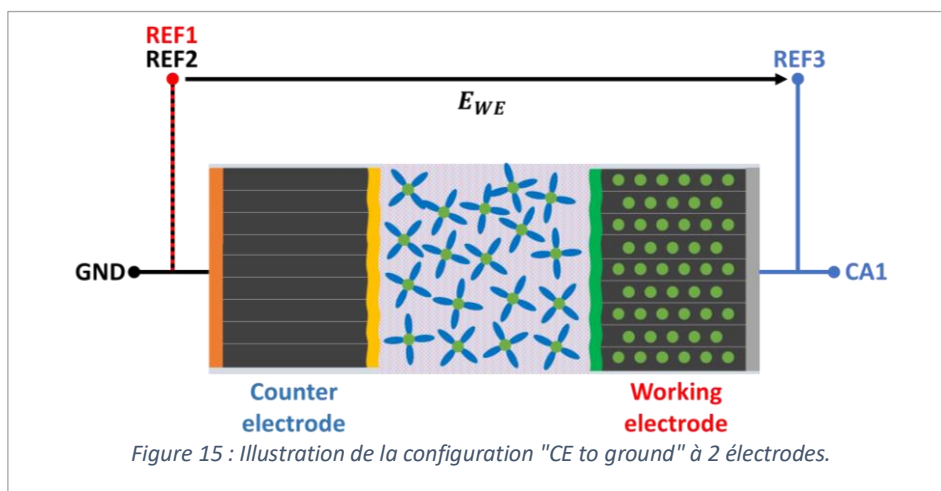 REF1
REF2
REF3
E_WE
GND
CA1
Counter
electrode
Working
electrode
Figure 15 : Illustration de la configuration "CE to ground" à 2 électrodes.